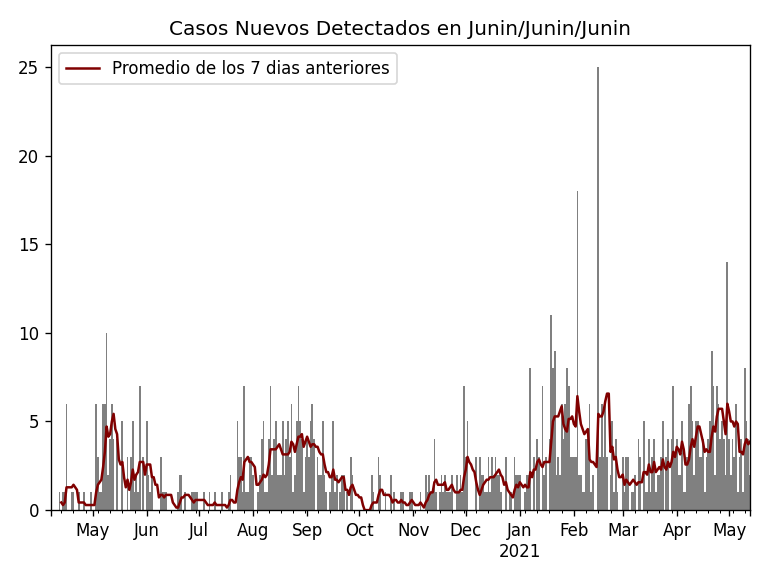 Casos Nuevos Detectados en Junin/Junin/Junin
Promedio de los 7 dias anteriores
25
20
15
10
5
0
May Jun Jul Aug Sep Oct Nov Dec Jan Feb Mar Apr May
2021